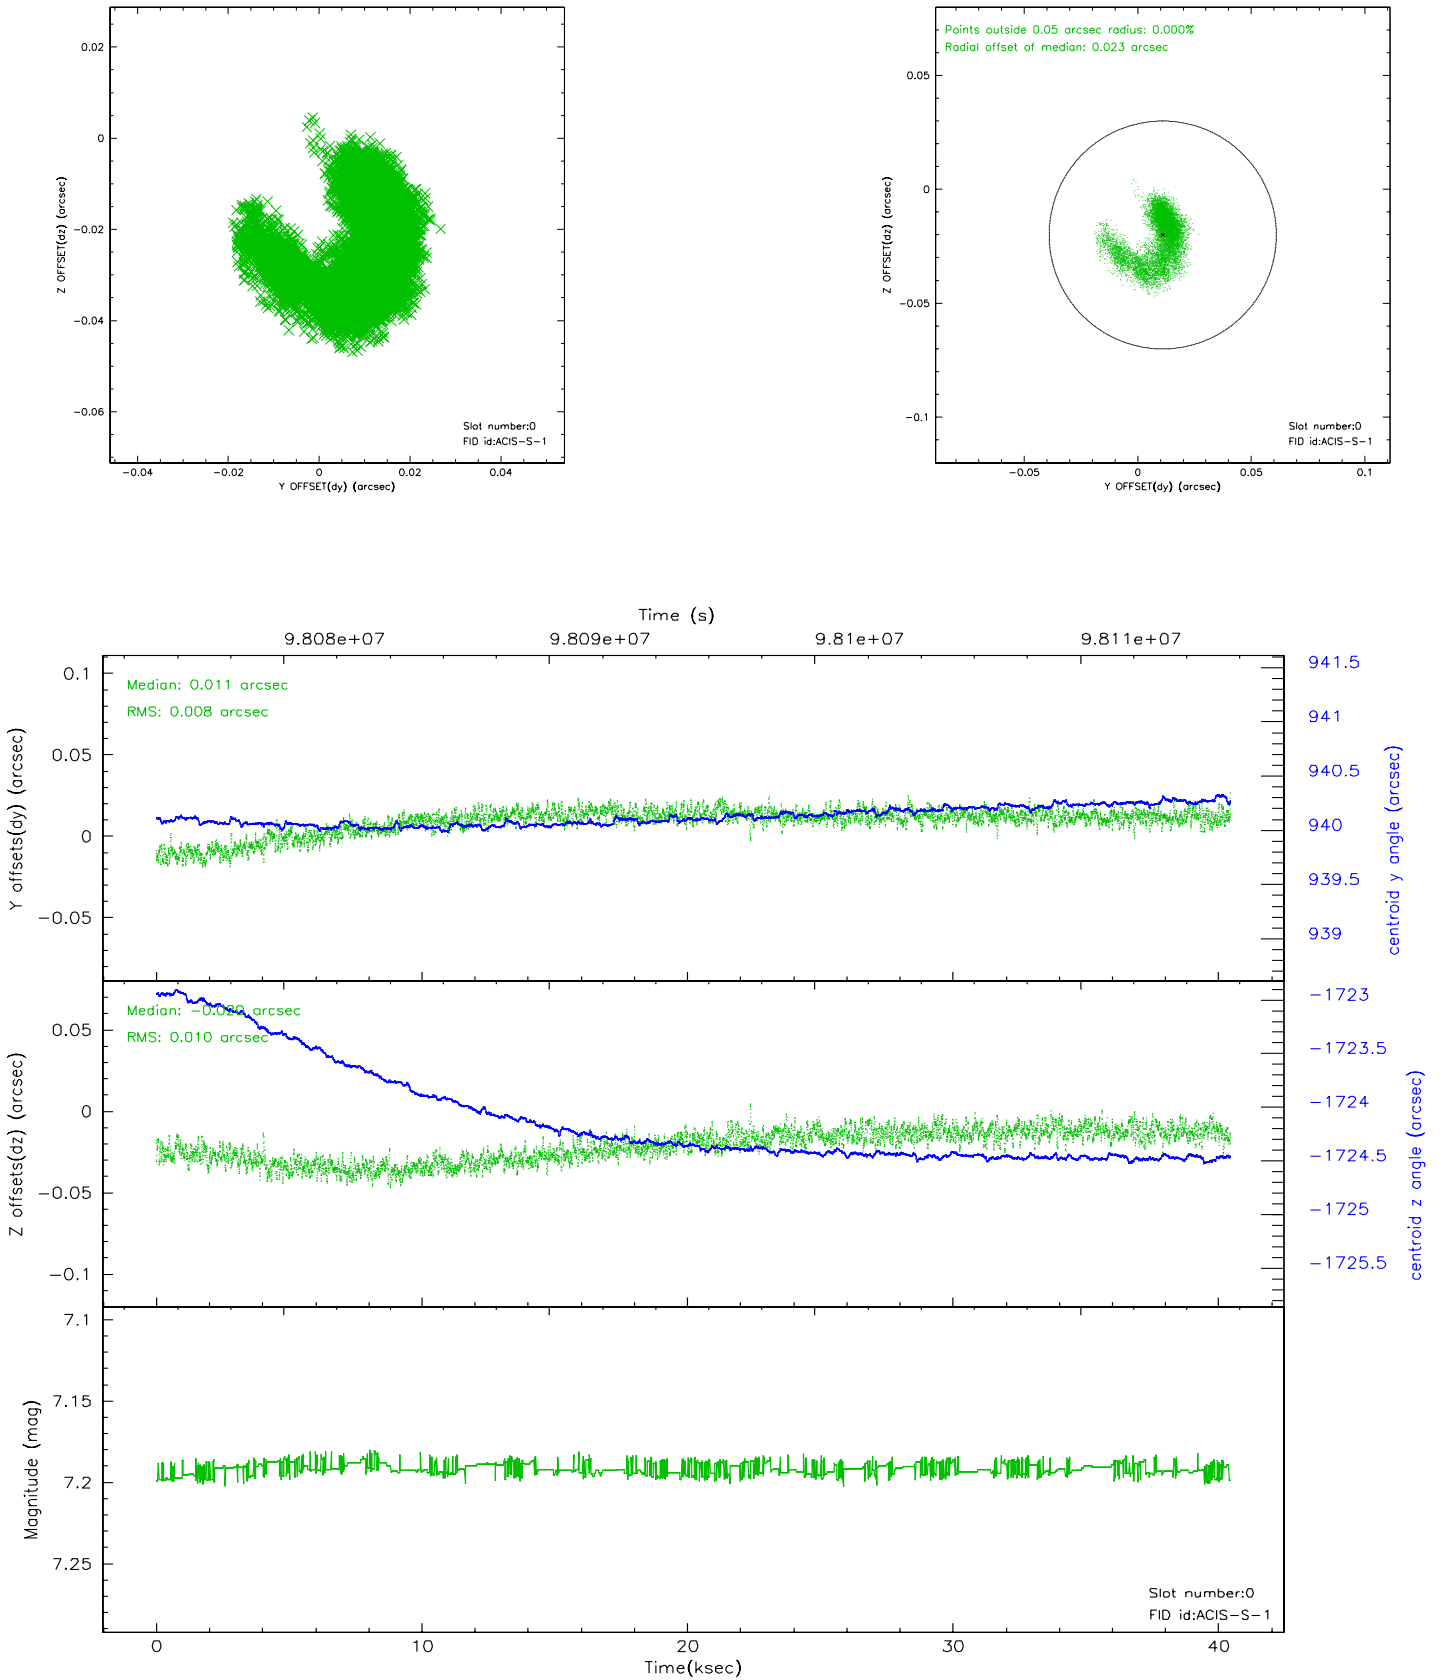 0.02
0
−0.02
−0.04
−0.06
Z OFFSET(dz) (arcsec)
Slot number:0
FID id:ACIS−S−1
−0.04 −0.02 0 0.02 0.04
Y OFFSET(dy) (arcsec)
Points outside 0.05 arcsec radius: 0.000%
Radial offset of median: 0.023 arcsec
0.05
0
−0.05
−0.1
Z OFFSET(dz) (arcsec)
Slot number:0
FID id:ACIS−S−1
−0.05 0 0.05 0.1
Y OFFSET(dy) (arcsec)
Time (s)
9.808e+07 9.809e+07 9.81e+07 9.811e+07
Median: 0.011 arcsec
RMS: 0.008 arcsec
0.1
0.05
0
−0.05
Y offsets(dy) (arcsec)
941.5
941
940.5
940
939.5
939
centroid y angle (arcsec)
Median: −0.020 arcsec
RMS: 0.010 arcsec
0.05
0
−0.05
−0.1
Z offsets(dz) (arcsec)
−1723
−1723.5
−1724
−1724.5
−1725
−1725.5
centroid z angle (arcsec)
7.1
7.15
7.2
7.25
Magnitude (mag)
Slot number:0
FID id:ACIS−S−1
0 10 20 30 40
Time(ksec)